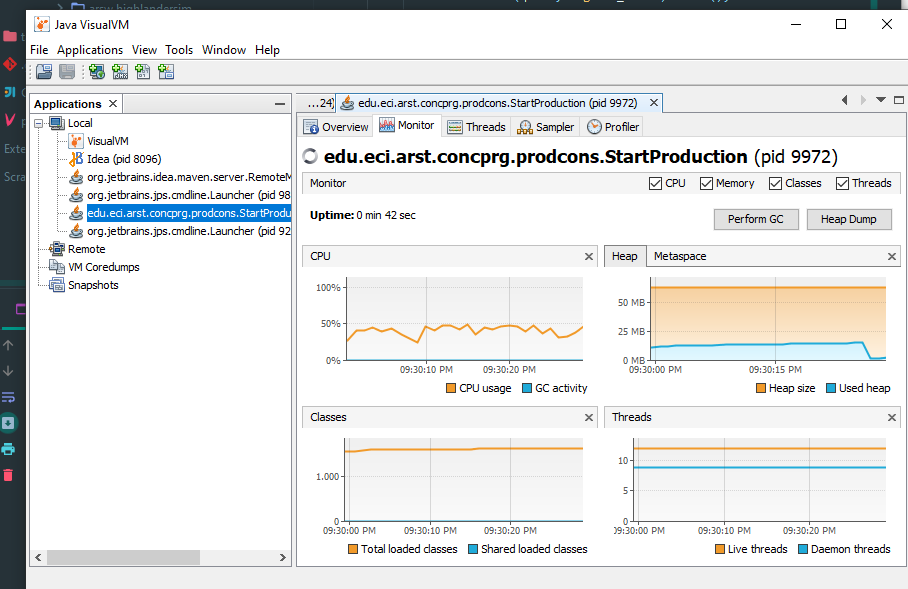 Java VisualVM
File Applications View Tools Window Help
Applications
Local
VisualVM
Idea (pid 8096)
org.jetbrains.idea.maven.server.RemoteM
org.jetbrains.jps.cmdline.Launcher (pid 98
edu.eci.arst.concprg.prodcons.StartProdu
org.jetbrains.jps.cmdline.Launcher (pid 92
Remote
VM Coredumps
Snapshots
...24)
edu.eci.arst.concprg.prodcons.StartProduction (pid 9972)
Overview Monitor Threads Sampler Profiler
edu.eci.arst.concprg.prodcons.StartProduction (pid 9972)
Monitor
CPU Memory Classes Threads
Uptime: 0 min 42 sec
Perform GC Heap Dump
CPU
100%
50%
0%
09:30:10 PM 09:30:20 PM
CPU usage GC activity
Heap Metaspace
50 MB
25 MB
0 MB
09:30:00 PM 09:30:15 PM
Heap size Used heap
Classes
1.000
0
09:30:00 PM 09:30:10 PM 09:30:20 PM
Total loaded classes Shared loaded classes
Threads
10
5
0
09:30:00 PM 09:30:10 PM 09:30:20 PM
Live threads Daemon threads
Exte
Scra